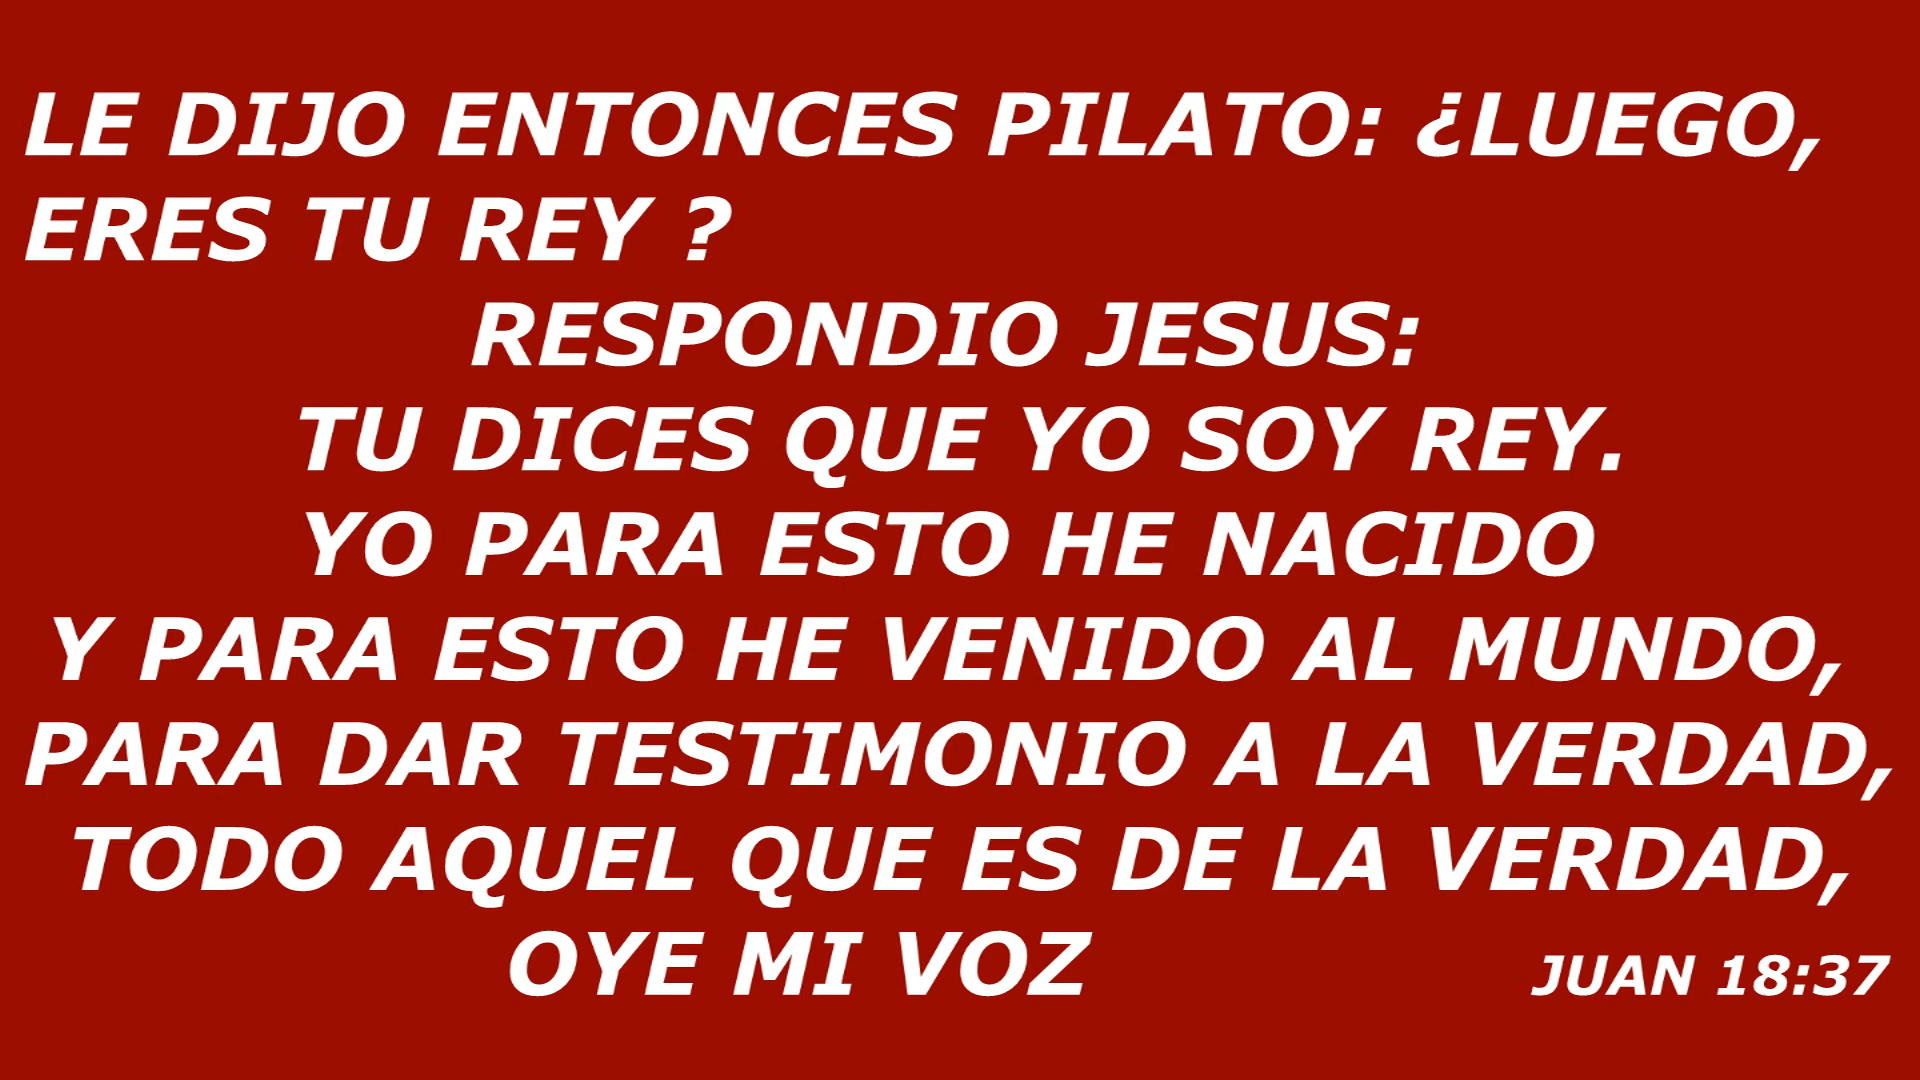 LE DIJO ENTONCES PILATO: ¿LUEGO,
ERES TU REY ?
RESPONDIO JESUS:
TU DICES QUE YO SOY REY.
YO PARA ESTO HE NACIDO
Y PARA ESTO HE VENIDO AL MUNDO,
PARA DAR TESTIMONIO A LA VERDAD,
TODO AQUEL QUE ES DE LA VERDAD,
OYE MI VOZ
JUAN 18:37